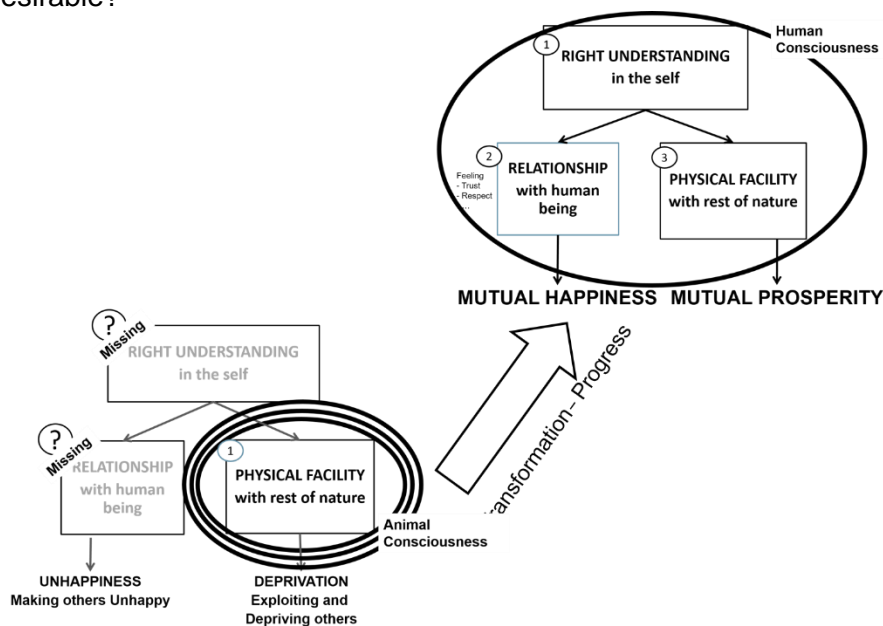 esirable?
Human
Consciousness
1
RIGHT UNDERSTANDING
in the self
2
RELATIONSHIP
with human
being
Feeling
- Trust
- Respect
....
3
PHYSICAL FACILITY
with rest of nature
MUTUAL HAPPINESS MUTUAL PROSPERITY
?
Missing
RIGHT UNDERSTANDING
in the self
?
Missing
RELATIONSHIP
with human
being
1
PHYSICAL FACILITY
with rest of nature
Animal
Consciousness
ransformation– Progress
UNHAPPINESS
Making others Unhappy
DEPRIVATION
Exploiting and
Depriving others